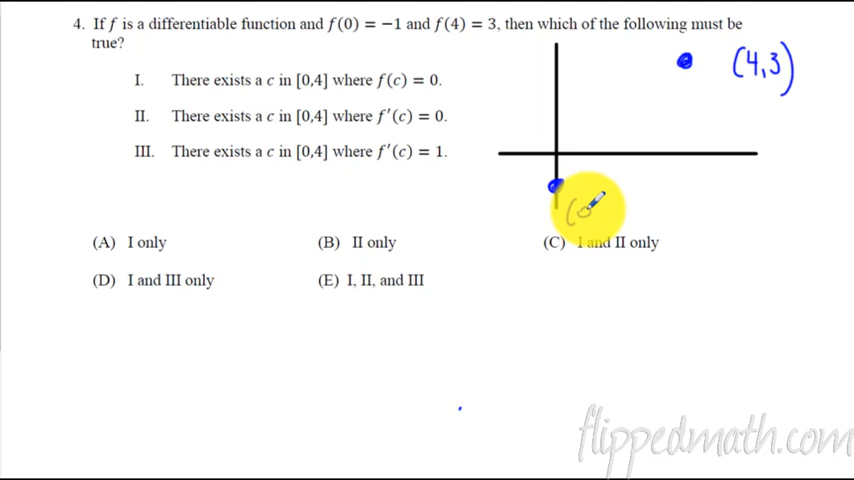 4. If f is a differentiable function and f(0) = −1 and f(4) = 3, then which of the following must be
true?
(4,3)
I. There exists a c in [0,4] where f(c) = 0.
II. There exists a c in [0,4] where f′(c) = 0.
III. There exists a c in [0,4] where f′(c) = 1.
(0
(A) I only (B) II only (C) I and II only
(D) I and III only (E) I, II, and III
flippedmath.com